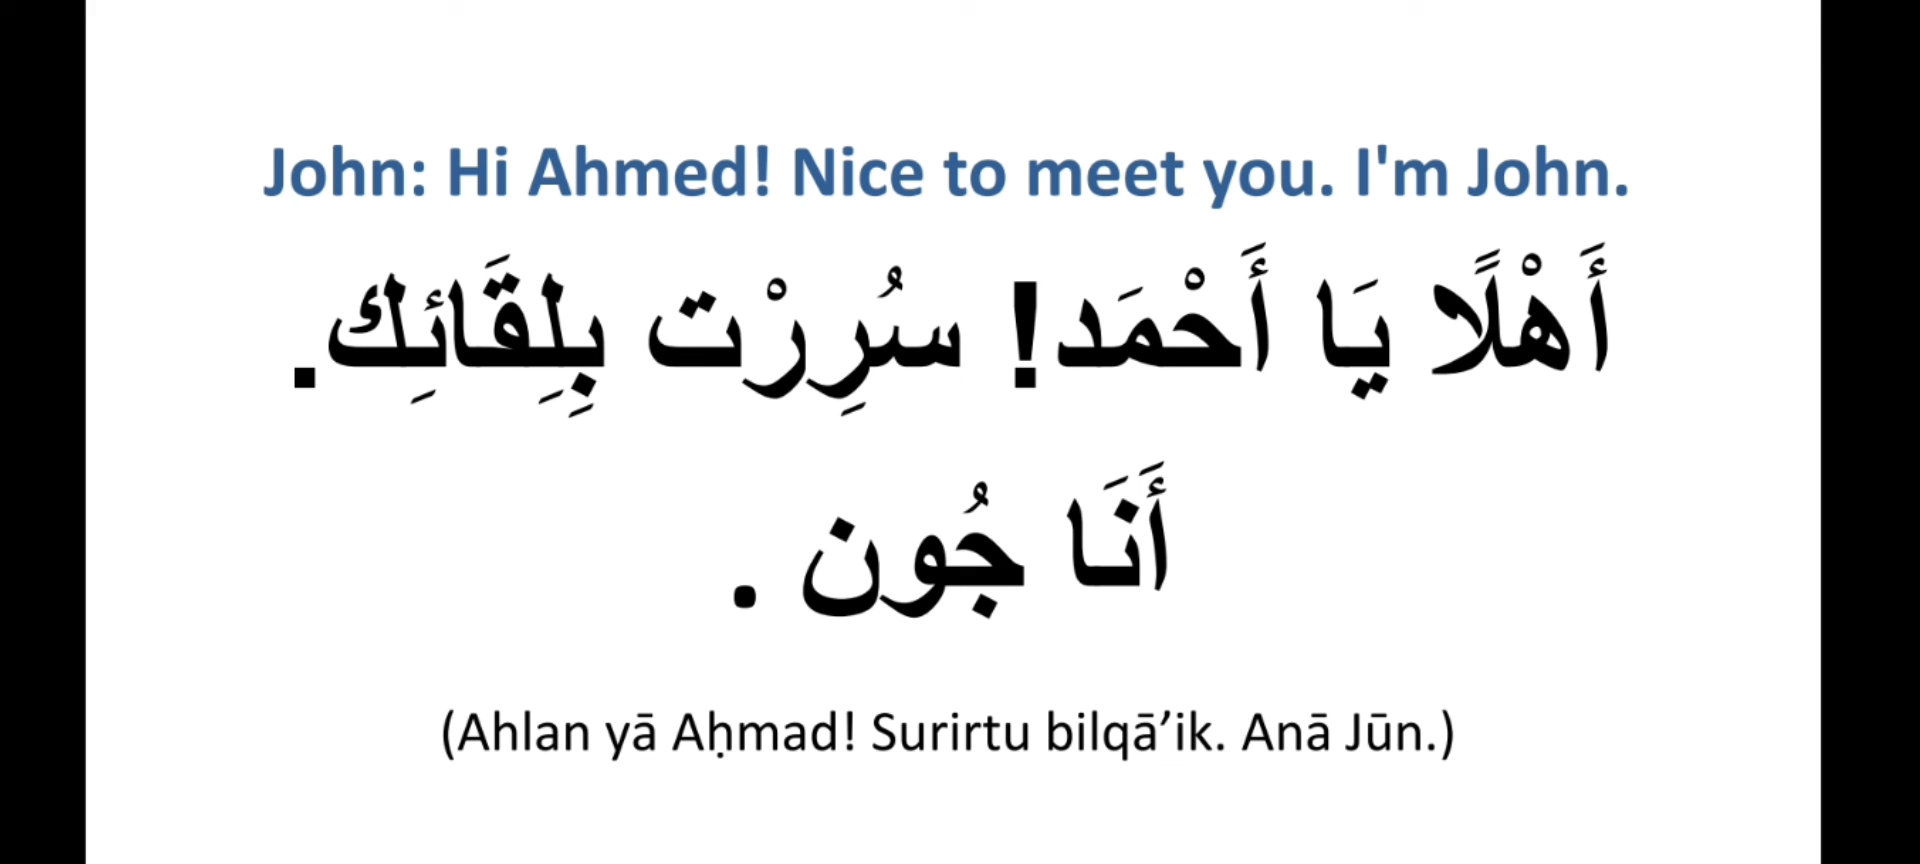 John: Hi Ahmed! Nice to meet you. I'm John.
أَهْلًا يَا أَحْمَد! سُرِرْت بِلِقَائِك.
أَنَا جُون .
(Ahlan yā Aḥmad! Surirtu bilqā’ik. Anā Jūn.)